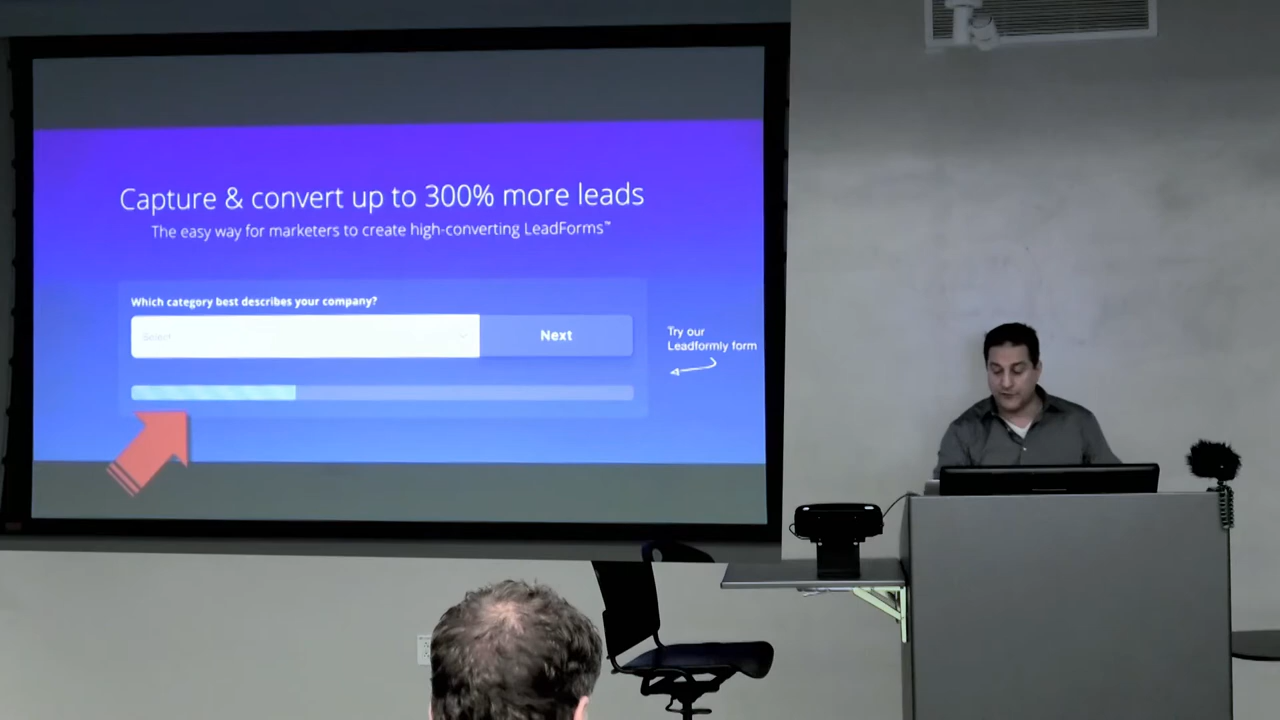 Capture & convert up to 300% more leads
The easy way for marketers to create high-converting LeadForms™
Which category best describes your company?
Select
Next
Try our
Leadformly form